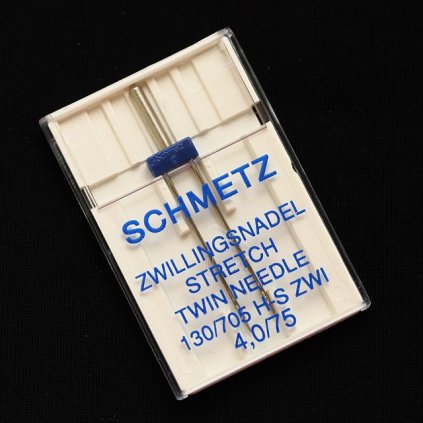 SCHMETZ
ZWILLINGSNADEL
STRETCH
TWIN NEEDLE
130/705 H-S ZWI
4,0/75